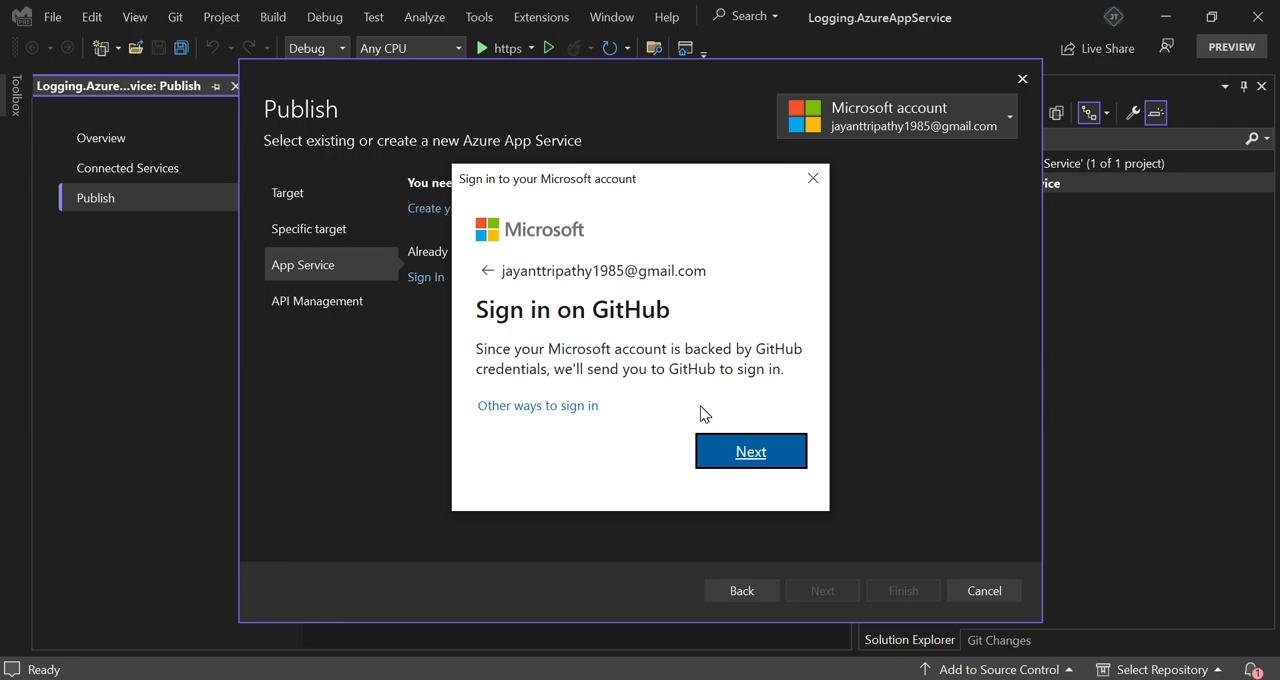 File Edit View Git Project Build Debug Test Analyze Tools Extensions Window Help Search Logging.AzureAppService JT
PRE
Debug Any CPU https Live Share PREVIEW
Toolbox
Logging.Azure...vice: Publish
Overview
Connected Services
Publish
Publish
Select existing or create a new Azure App Service
Microsoft account
jayanttripathy1985@gmail.com
Target
Specific target
App Service
API Management
You nee
Create y
Already
Sign In
Sign in to your Microsoft account
Microsoft
jayanttripathy1985@gmail.com
Sign in on GitHub
Since your Microsoft account is backed by GitHub
credentials, we'll send you to GitHub to sign in.
Other ways to sign in
Next
Back Next Finish Cancel
Service' (1 of 1 project)
ice
Solution Explorer Git Changes
Ready Add to Source Control Select Repository 1